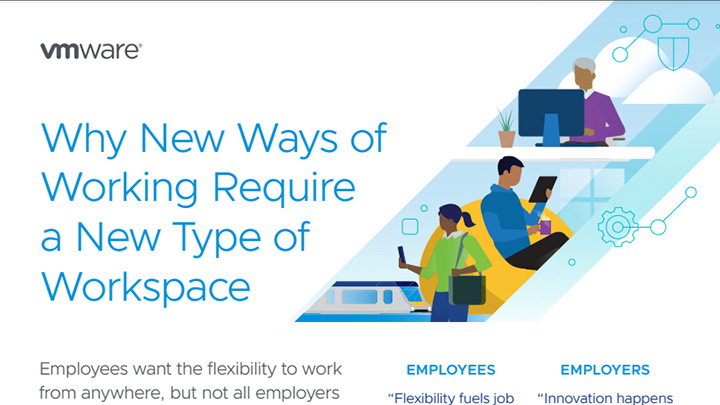 vmware®
Why New Ways of
Working Require
a New Type of
Workspace
Employees want the flexibility to work
from anywhere, but not all employers
EMPLOYEES
“Flexibility fuels job
EMPLOYERS
“Innovation happens